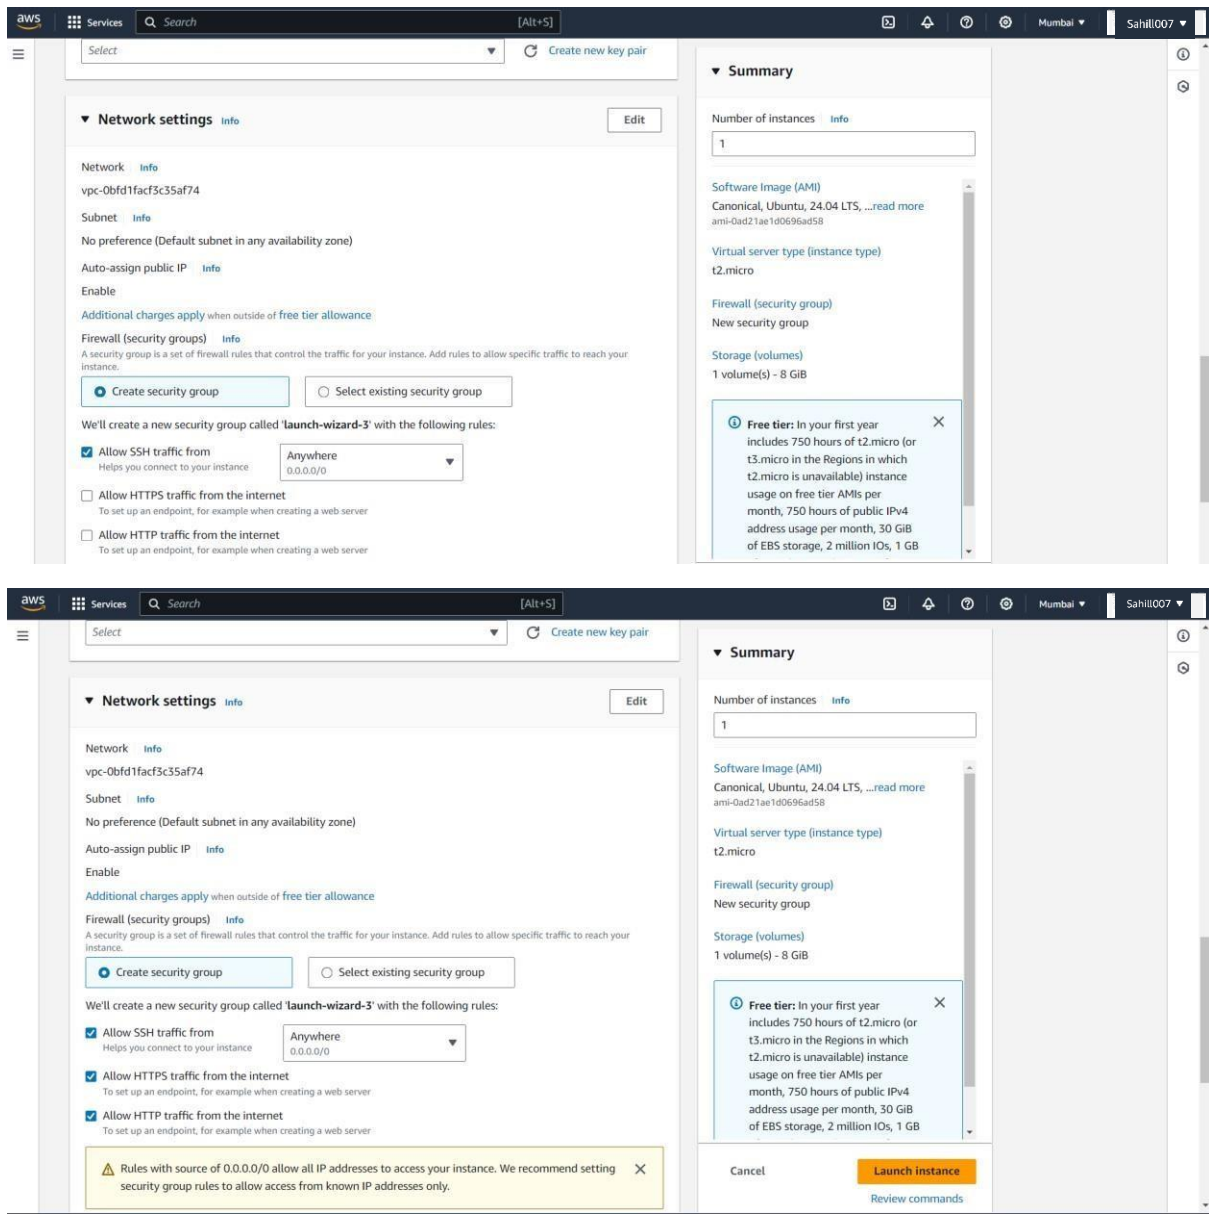 aws Services Search [Alt+S] Mumbai Sahill007
Select Create new key pair
Network settings Info Edit
Network Info
vpc-0bfd1facf3c35af74
Subnet Info
No preference (Default subnet in any availability zone)
Auto-assign public IP Info
Enable
Additional charges apply when outside of free tier allowance
Firewall (security groups) Info
A security group is a set of firewall rules that control the traffic for your instance. Add rules to allow specific traffic to reach your
instance.
Create security group Select existing security group
We'll create a new security group called 'launch-wizard-3' with the following rules:
Allow SSH traffic from
Helps you connect to your instance
Anywhere
0.0.0.0/0
Allow HTTPS traffic from the internet
To set up an endpoint, for example when creating a web server
Allow HTTP traffic from the internet
To set up an endpoint, for example when creating a web server
Summary
Number of instances Info
1
Software Image (AMI)
Canonical, Ubuntu, 24.04 LTS, ...read more
ami-0ad21ae1d0696ad58
Virtual server type (instance type)
t2.micro
Firewall (security group)
New security group
Storage (volumes)
1 volume(s) - 8 GiB
Free tier: In your first year
includes 750 hours of t2.micro (or
t3.micro in the Regions in which
t2.micro is unavailable) instance
usage on free tier AMIs per
month, 750 hours of public IPv4
address usage per month, 30 GiB
of EBS storage, 2 million IOs, 1 GB
aws Services Search [Alt+S] Mumbai Sahill007
Select Create new key pair
Network settings Info Edit
Network Info
vpc-0bfd1facf3c35af74
Subnet Info
No preference (Default subnet in any availability zone)
Auto-assign public IP Info
Enable
Additional charges apply when outside of free tier allowance
Firewall (security groups) Info
A security group is a set of firewall rules that control the traffic for your instance. Add rules to allow specific traffic to reach your
instance.
Create security group Select existing security group
We'll create a new security group called 'launch-wizard-3' with the following rules:
Allow SSH traffic from
Helps you connect to your instance
Anywhere
0.0.0.0/0
Allow HTTPS traffic from the internet
To set up an endpoint, for example when creating a web server
Allow HTTP traffic from the internet
To set up an endpoint, for example when creating a web server
Rules with source of 0.0.0.0/0 allow all IP addresses to access your instance. We recommend setting
security group rules to allow access from known IP addresses only.
Summary
Number of instances Info
1
Software Image (AMI)
Canonical, Ubuntu, 24.04 LTS, ...read more
ami-0ad21ae1d0696ad58
Virtual server type (instance type)
t2.micro
Firewall (security group)
New security group
Storage (volumes)
1 volume(s) - 8 GiB
Free tier: In your first year
includes 750 hours of t2.micro (or
t3.micro in the Regions in which
t2.micro is unavailable) instance
usage on free tier AMIs per
month, 750 hours of public IPv4
address usage per month, 30 GiB
of EBS storage, 2 million IOs, 1 GB
Cancel Launch instance
Review commands